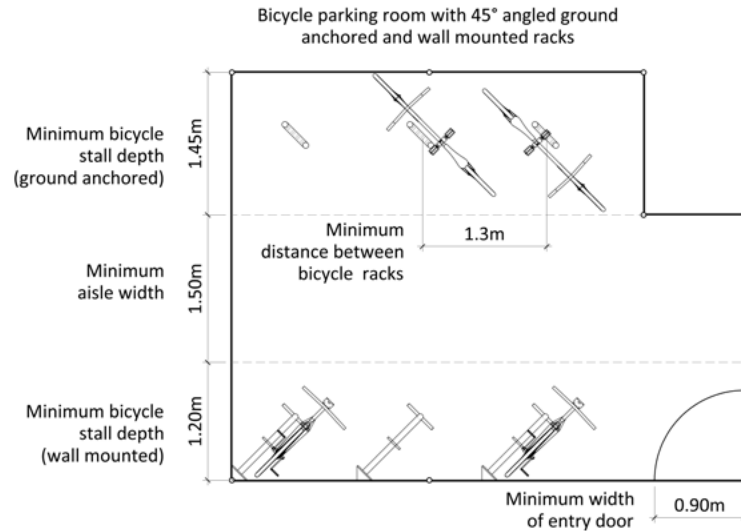 Bicycle parking room with 45° angled ground
anchored and wall mounted racks
Minimum bicycle
stall depth
(ground anchored)
1.45m
Minimum
distance between
bicycle racks
1.3m
Minimum
aisle width
1.50m
Minimum bicycle
stall depth
(wall mounted)
1.20m
Minimum width
of entry door
0.90m